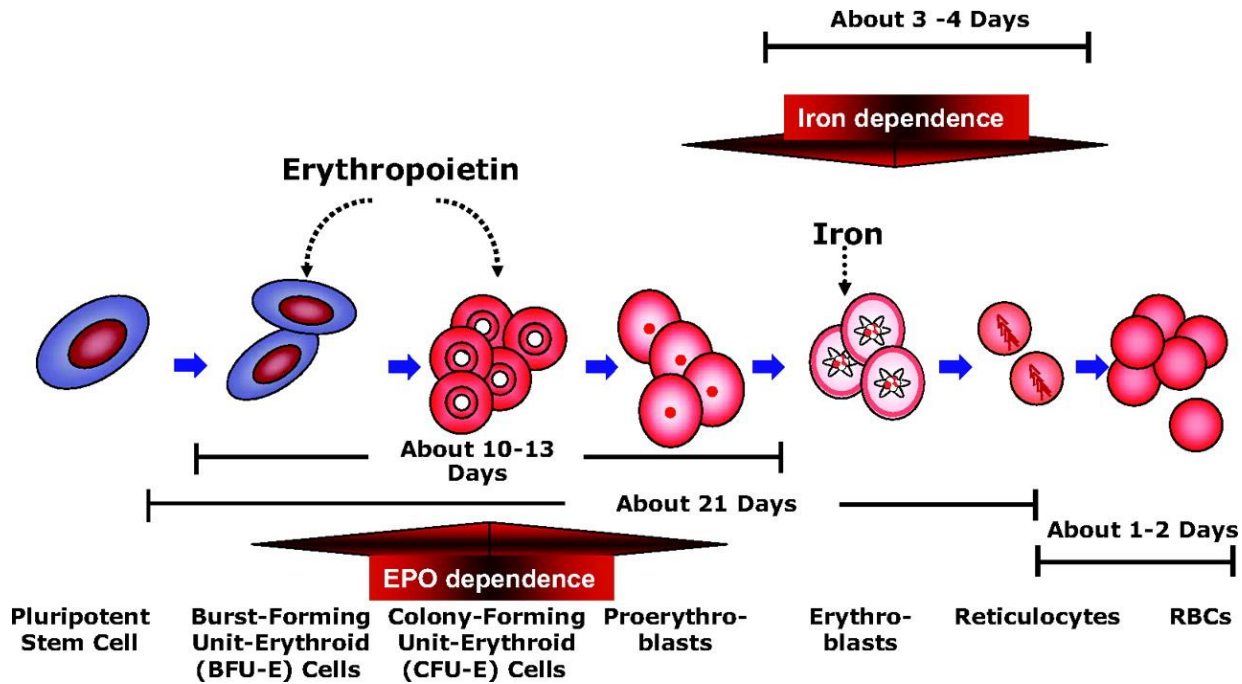 About 3 -4 Days
Iron dependence
Erythropoietin
Iron
About 10-13
Days
About 21 Days
About 1-2 Days
EPO dependence
Pluripotent
Stem Cell
Burst-Forming
Unit-Erythroid
(BFU-E) Cells
Colony-Forming
Unit-Erythroid
(CFU-E) Cells
Proerythro-
blasts
Erythro-
blasts
Reticulocytes
RBCs